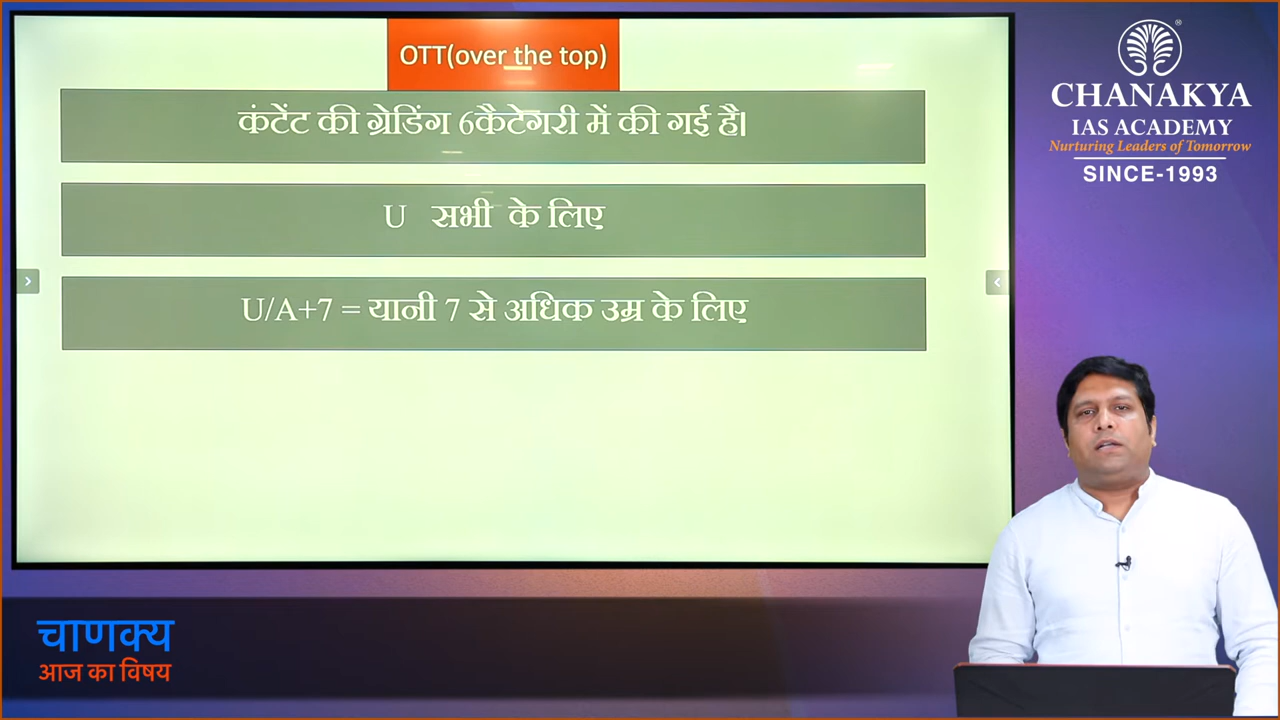 OTT(over the top)
कंटेंट की ग्रेडिंग 6कैटेगरी में की गई है।
U सभी के लिए
U/A+7 = यानी 7 से अधिक उम्र के लिए
CHANAKYA
IAS ACADEMY
Nurturing Leaders of Tomorrow
SINCE-1993
चाणक्य
आज का विषय